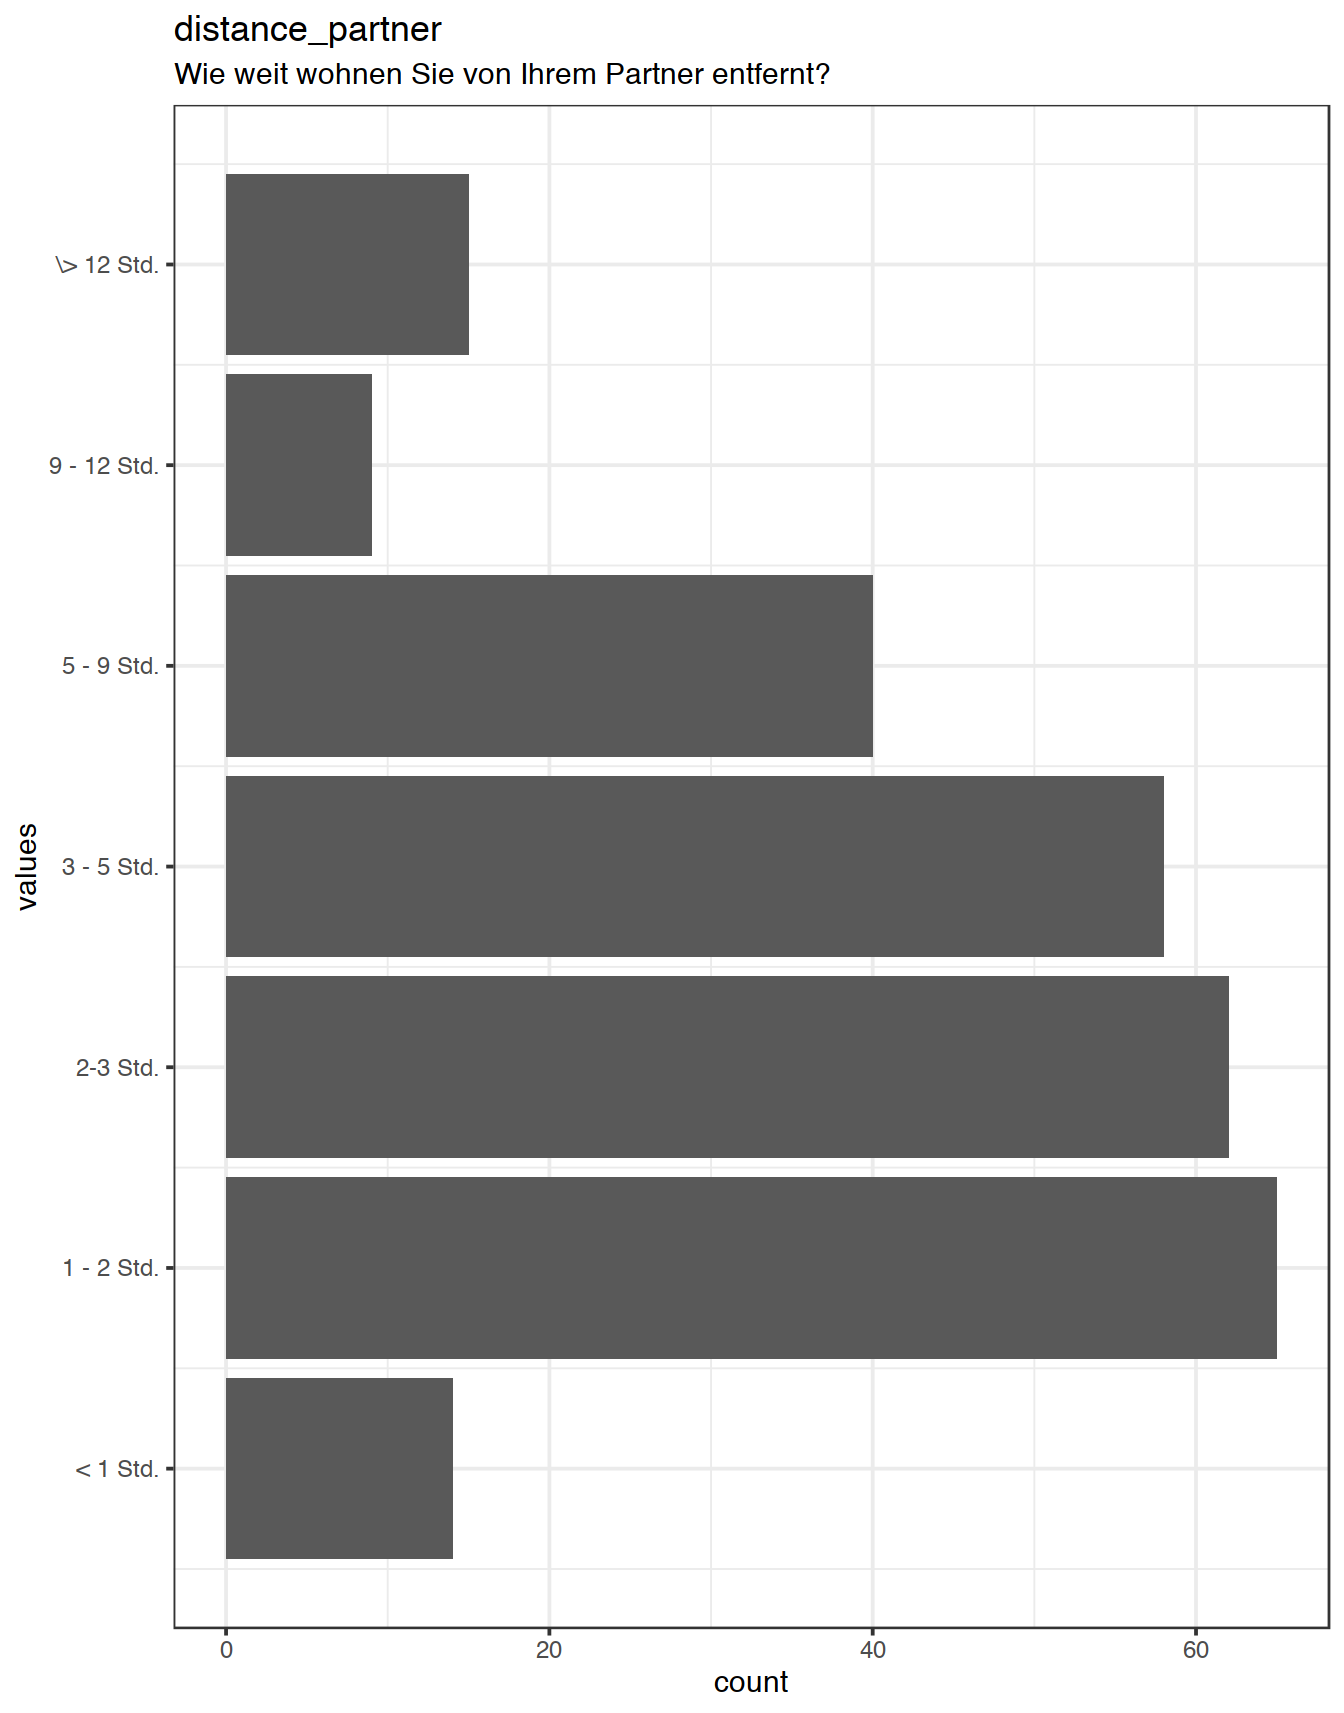 distance_partner
Wie weit wohnen Sie von Ihrem Partner entfernt?
\> 12 Std.
9 - 12 Std.
5 - 9 Std.
3 - 5 Std.
2-3 Std.
1 - 2 Std.
< 1 Std.
values
0 20 40 60
count